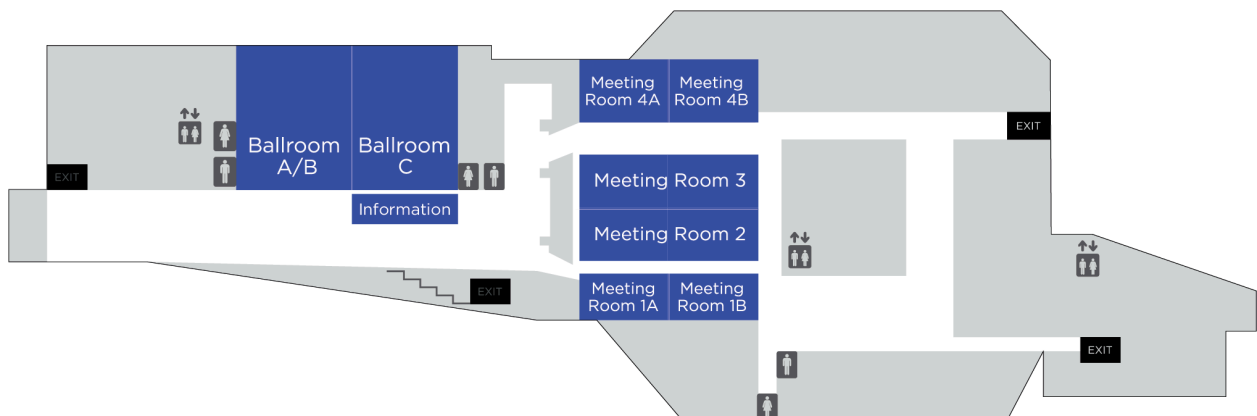 Meeting
Room 4A
Meeting
Room 4B
EXIT
Ballroom
A/B
Ballroom
C
EXIT
Meeting Room 3
Information
Meeting Room 2
Meeting
Room 1A
Meeting
Room 1B
EXIT
EXIT